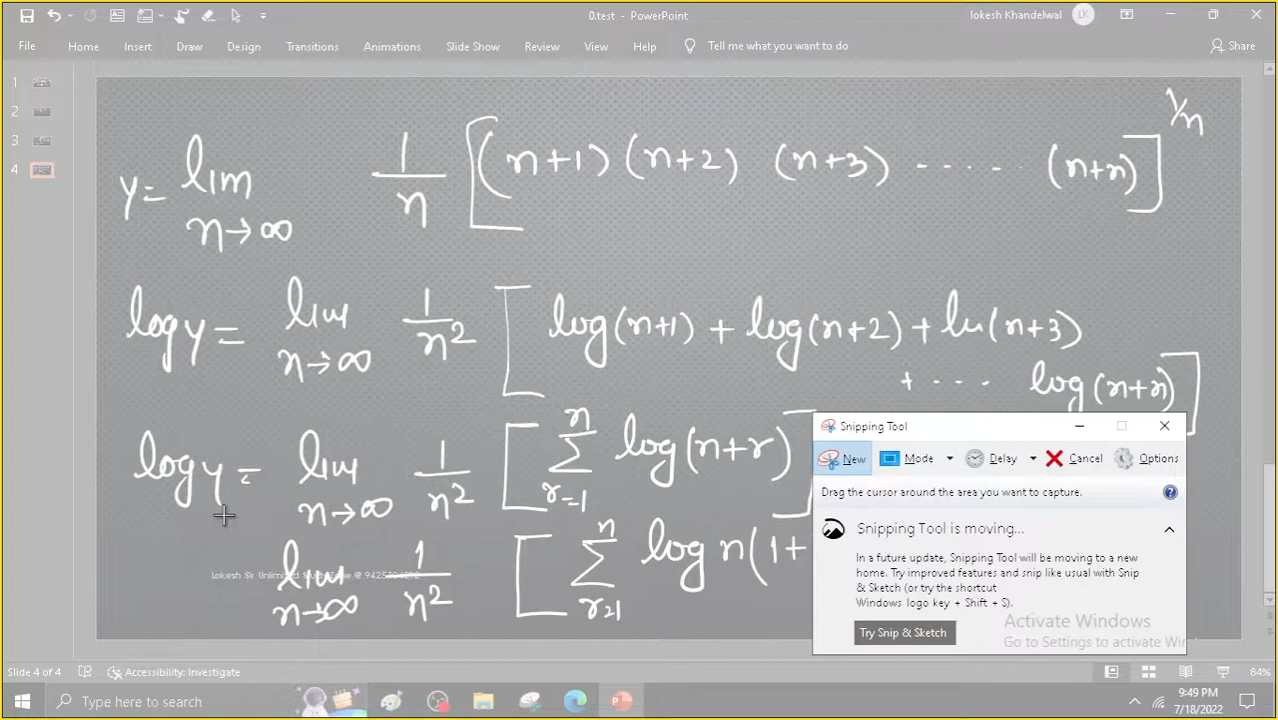 0.test - PowerPoint
lokesh Khandelwal
LK
File Home Insert Draw Design Transitions Animations Slide Show Review View Help Tell me what you want to do Share
1
2
3
4
y = lim n→∞ 1/n [(n+1)(n+2) (n+3) ------ (n+n)]^1/n
log y = lim n→∞ 1/n² [log(n+1) + log(n+2) + ln(n+3)
+ --- log(n+n)]
log y = lim n→∞ 1/n² [Σ r=1 n log(n+r)]
lim n→∞ 1/n² [Σ r=1 n log n(1+
Snipping Tool
New Mode Delay Cancel Options
Drag the cursor around the area you want to capture.
Snipping Tool is moving...
In a future update, Snipping Tool will be moving to a new
home. Try improved features and snip like usual with Snip
& Sketch (or try the shortcut
Windows logo key + Shift + S).
Try Snip & Sketch
Activate Windows
Go to Settings to activate Win
Slide 4 of 4 Accessibility: Investigate 84%
Type here to search
9:49 PM
7/18/2022